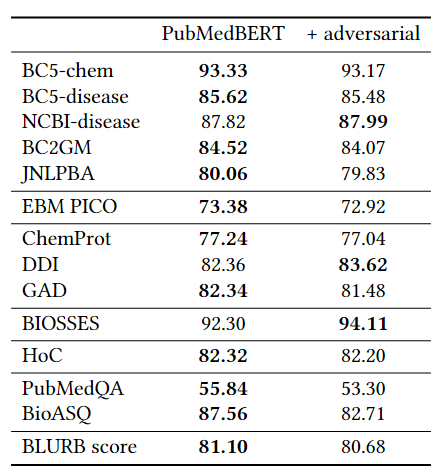 PubMedBERT + adversarial
BC5-chem 93.33 93.17
BC5-disease 85.62 85.48
NCBI-disease 87.82 87.99
BC2GM 84.52 84.07
JNLPBA 80.06 79.83
EBM PICO 73.38 72.92
ChemProt 77.24 77.04
DDI 82.36 83.62
GAD 82.34 81.48
BIOSSES 92.30 94.11
HoC 82.32 82.20
PubMedQA 55.84 53.30
BioASQ 87.56 82.71
BLURB score 81.10 80.68